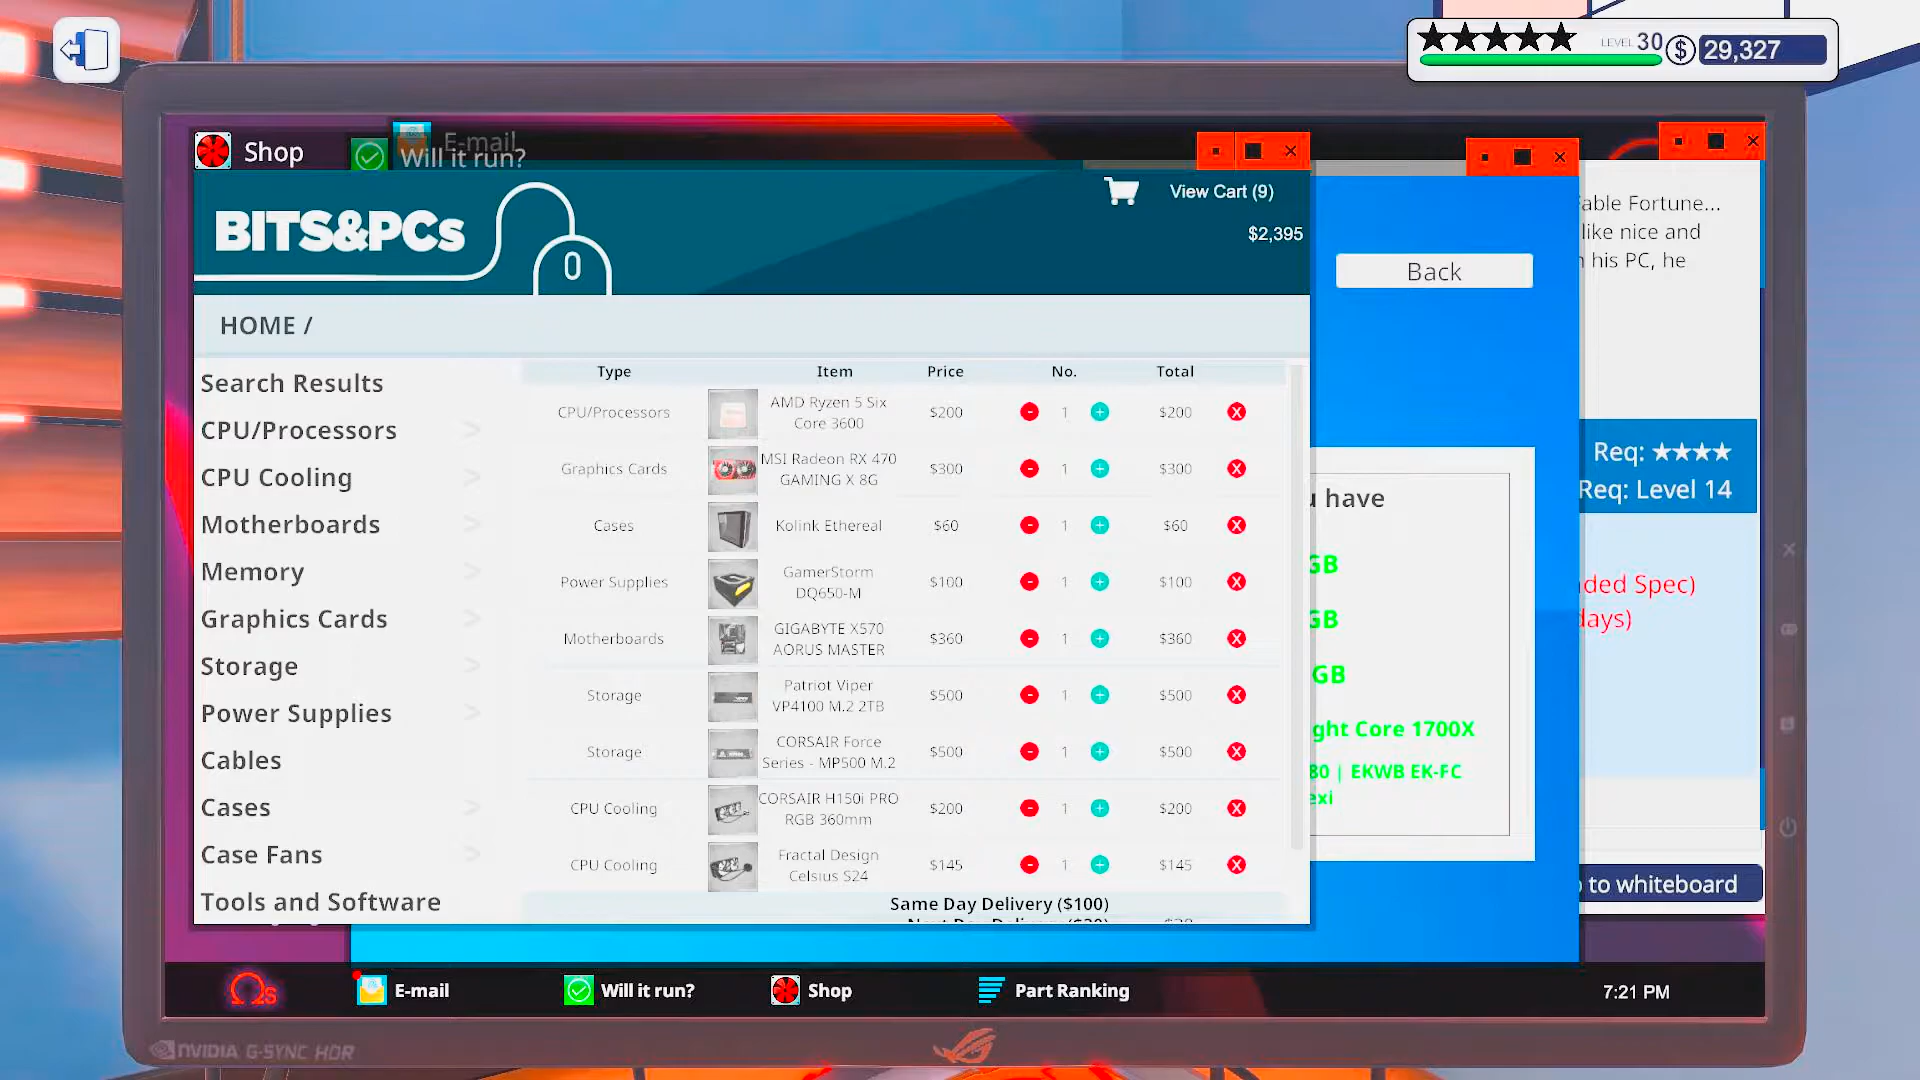 LEVEL 30 $ 29,327
Shop
E-mail
Will it run?
BITS&PCs
View Cart (9)
$2,395
Back
HOME /
Search Results
CPU/Processors
CPU Cooling
Motherboards
Memory
Graphics Cards
Storage
Power Supplies
Cables
Cases
Case Fans
Tools and Software
Type Item Price No. Total
CPU/Processors AMD Ryzen 5 Six Core 3600 $200 - 1 + $200 X
Graphics Cards MSI Radeon RX 470 GAMING X 8G $300 - 1 + $300 X
Cases Kolink Ethereal $60 - 1 + $60 X
Power Supplies GamerStorm DQ650-M $100 - 1 + $100 X
Motherboards GIGABYTE X570 AORUS MASTER $360 - 1 + $360 X
Storage Patriot Viper VP4100 M.2 2TB $500 - 1 + $500 X
Storage CORSAIR Force Series - MP500 M.2 $500 - 1 + $500 X
CPU Cooling CORSAIR H150i PRO RGB 360mm $200 - 1 + $200 X
CPU Cooling Fractal Design Celsius S24 $145 - 1 + $145 X
Same Day Delivery ($100)
have
GB
GB
GB
ght Core 1700X
80 | EKWB EK-FC
exi
able Fortune...
like nice and
his PC, he
Req: ★★★★
Req: Level 14
ded Spec)
days)
to whiteboard
E-mail
Will it run?
Shop
Part Ranking
7:21 PM
NVIDIA G-SYNC HDR